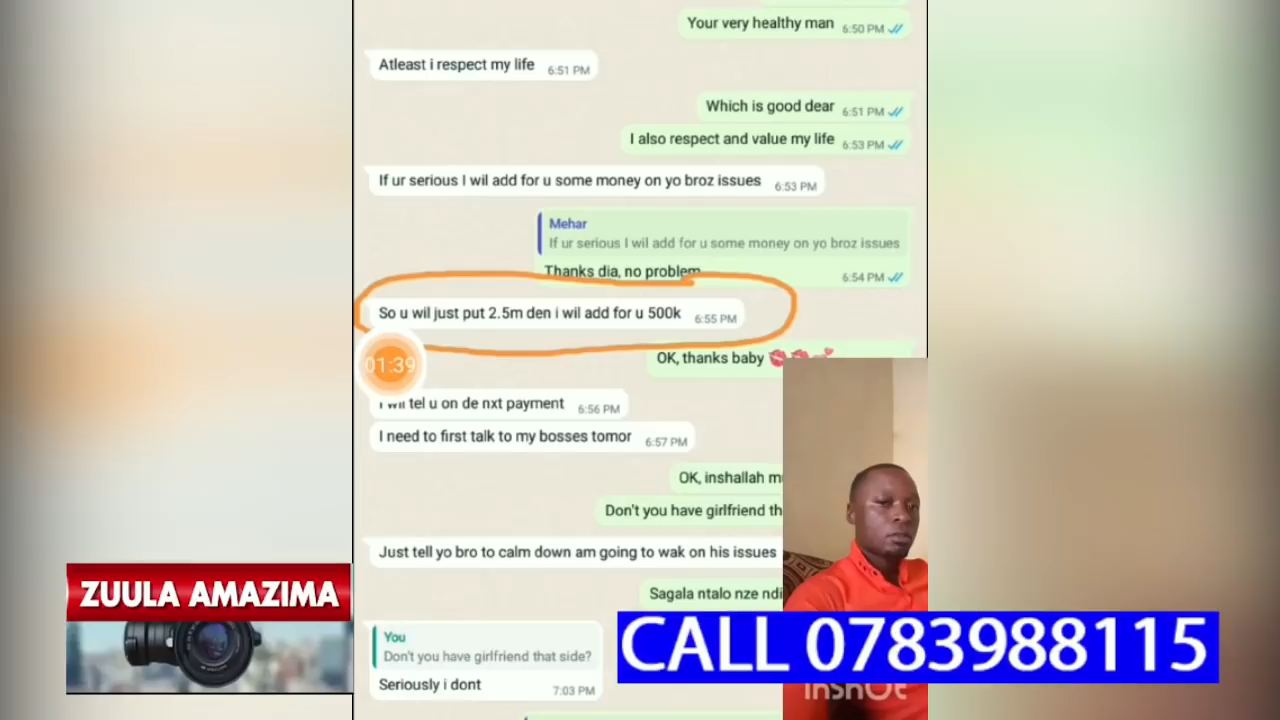 Your very healthy man 6:50 PM
Atleast i respect my life 6:51 PM
Which is good dear 6:51 PM
I also respect and value my life 6:53 PM
If ur serious I wil add for u some money on yo broz issues 6:53 PM
Mehar
If ur serious I wil add for u some money on yo broz issues
Thanks dia, no problem 6:54 PM
So u wil just put 2.5m den i wil add for u 500k 6:55 PM
01:39
OK, thanks baby 💋💋💕
I wil tel u on de nxt payment 6:56 PM
I need to first talk to my bosses tomor 6:57 PM
OK, inshallah
Don't you have girlfriend
Just tell yo bro to calm down am going to wak on his issues
Sagala ntalo nze
You
Don't you have girlfriend that side?
Seriously i dont 7:03 PM
ZUULA AMAZIMA
CALL 0783988115
InShOt